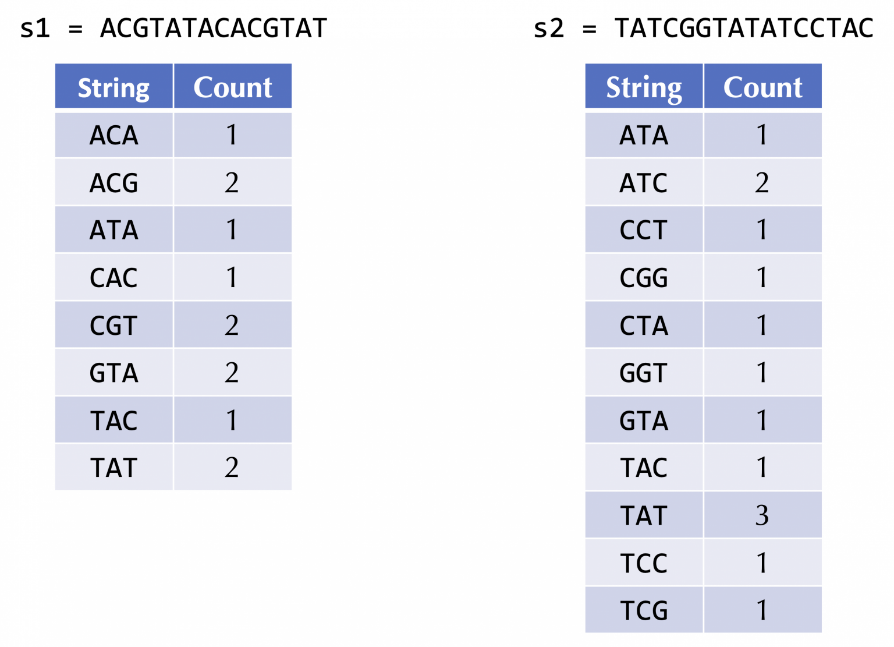 s1 = ACGTATACACGTAT
String Count
ACA 1
ACG 2
ATA 1
CAC 1
CGT 2
GTA 2
TAC 1
TAT 2
s2 = TATCGGTATATCCTAC
String Count
ATA 1
ATC 2
CCT 1
CGG 1
CTA 1
GGT 1
GTA 1
TAC 1
TAT 3
TCC 1
TCG 1